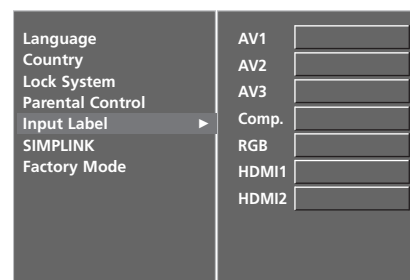 Language
Country
Lock System
Parental Control
Input Label ►
SIMPLINK
Factory Mode
AV1
AV2
AV3
Comp.
RGB
HDMI1
HDMI2